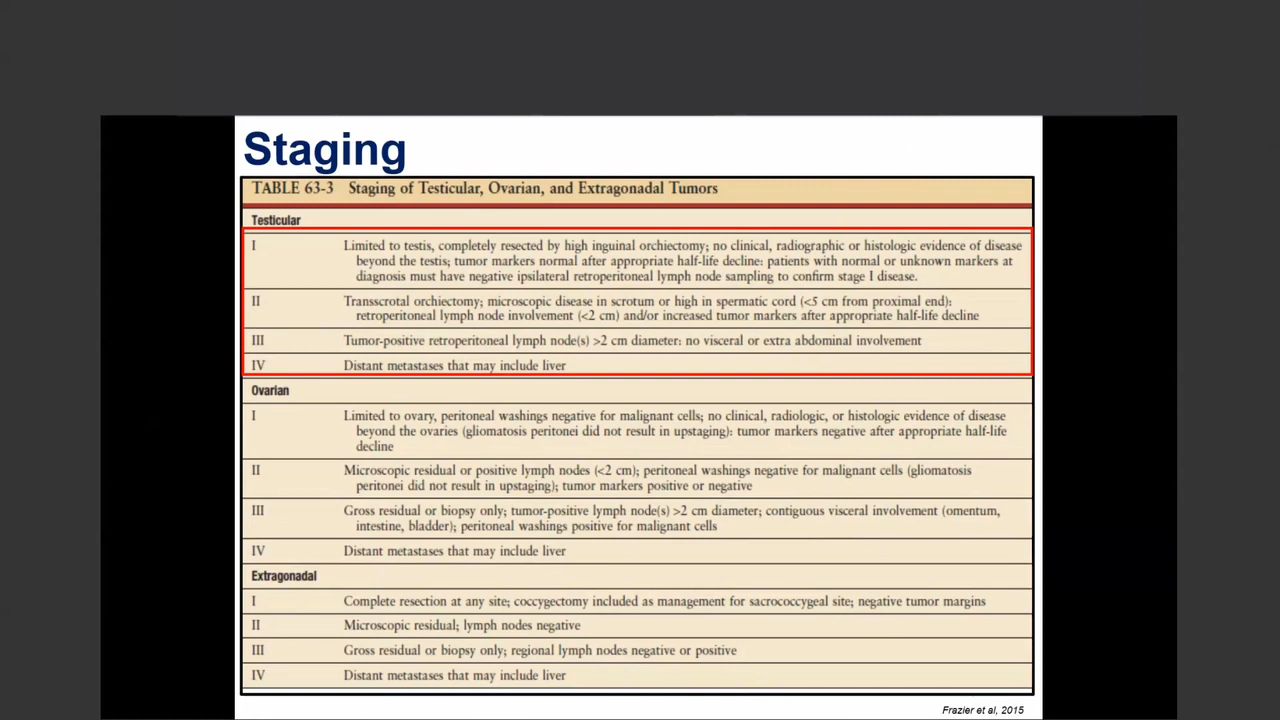 Staging
TABLE 63-3 Staging of Testicular, Ovarian, and Extragonadal Tumors
Testicular
I Limited to testis, completely resected by high inguinal orchiectomy; no clinical, radiographic or histologic evidence of disease
beyond the testis; tumor markers normal after appropriate half-life decline: patients with normal or unknown markers at
diagnosis must have negative ipsilateral retroperitoneal lymph node sampling to confirm stage I disease.
II Transscrotal orchiectomy; microscopic disease in scrotum or high in spermatic cord (<5 cm from proximal end):
retroperitoneal lymph node involvement (<2 cm) and/or increased tumor markers after appropriate half-life decline
III Tumor-positive retroperitoneal lymph node(s) >2 cm diameter: no visceral or extra abdominal involvement
IV Distant metastases that may include liver
Ovarian
I Limited to ovary, peritoneal washings negative for malignant cells; no clinical, radiologic, or histologic evidence of disease
beyond the ovaries (gliomatosis peritonei did not result in upstaging): tumor markers negative after appropriate half-life
decline
II Microscopic residual or positive lymph nodes (<2 cm); peritoneal washings negative for malignant cells (gliomatosis
peritonei did not result in upstaging); tumor markers positive or negative
III Gross residual or biopsy only; tumor-positive lymph node(s) >2 cm diameter; contiguous visceral involvement (omentum,
intestine, bladder); peritoneal washings positive for malignant cells
IV Distant metastases that may include liver
Extragonadal
I Complete resection at any site; coccygectomy included as management for sacrococcygeal site; negative tumor margins
II Microscopic residual; lymph nodes negative
III Gross residual or biopsy only; regional lymph nodes negative or positive
IV Distant metastases that may include liver
Frazier et al, 2015